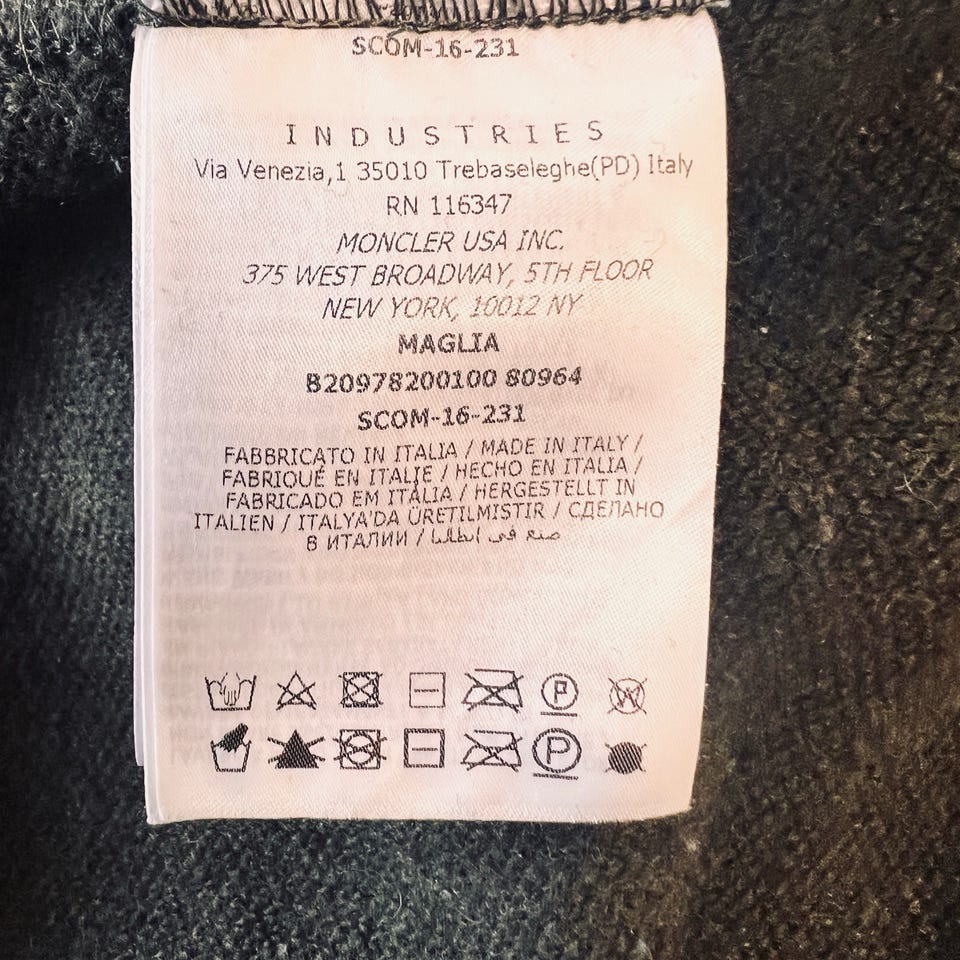 SCOM-16-231
INDUSTRIES
Via Venezia,1 35010 Trebaseleghe(PD) Italy
RN 116347
MONCLER USA INC.
375 WEST BROADWAY, 5TH FLOOR
NEW YORK, 10012 NY
MAGLIA
B20978200100 80964
SCOM-16-231
FABBRICATO IN ITALIA / MADE IN ITALY /
FABRIQUÉ EN ITALIE / HECHO EN ITALIA /
FABRICADO EM ITÁLIA / HERGESTELLT IN
ITALIEN / ITALYA'DA ÜRETILMISTIR / СДЕЛАНО
В ИТАЛИИ / صنع في ايطاليا
P W
P